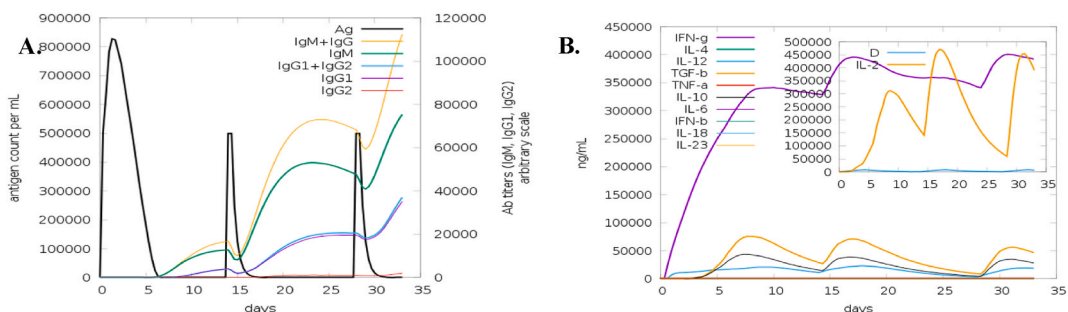 A.
900000
800000
700000
600000
500000
400000
300000
200000
100000
0
antigen count per mL
0 5 10 15 20 25 30 35
days
Ag
IgM+IgG
IgM
IgG1+IgG2
IgG1
IgG2
120000
100000
80000
60000
40000
20000
0
Ab titers (IgM, IgG1, IgG2)
arbitrary scale
B.
450000
400000
350000
300000
250000
200000
150000
100000
50000
0
ng/mL
0 5 10 15 20 25 30 35
days
IFN-g
IL-4
IL-12
TGF-b
TNF-a
IL-10
IL-6
IFN-b
IL-18
IL-23
500000
450000
400000
350000
300000
250000
200000
150000
100000
50000
0
0 5 10 15 20 25 30 35
D
IL-2